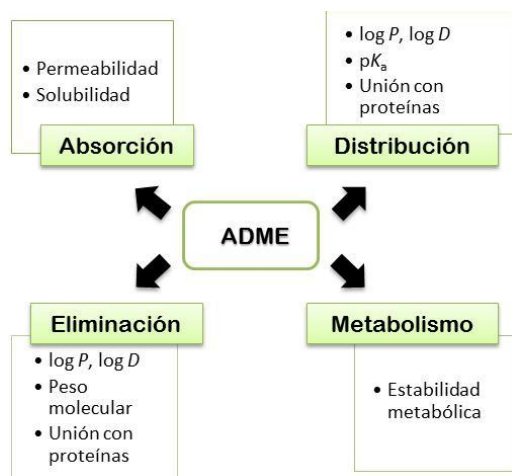 • Permeabilidad
• Solubilidad
Absorción
• log P, log D
• pKa
• Unión con
proteínas
Distribución
ADME
Eliminación
• log P, log D
• Peso
molecular
• Unión con
proteínas
Metabolismo
• Estabilidad
metabólica